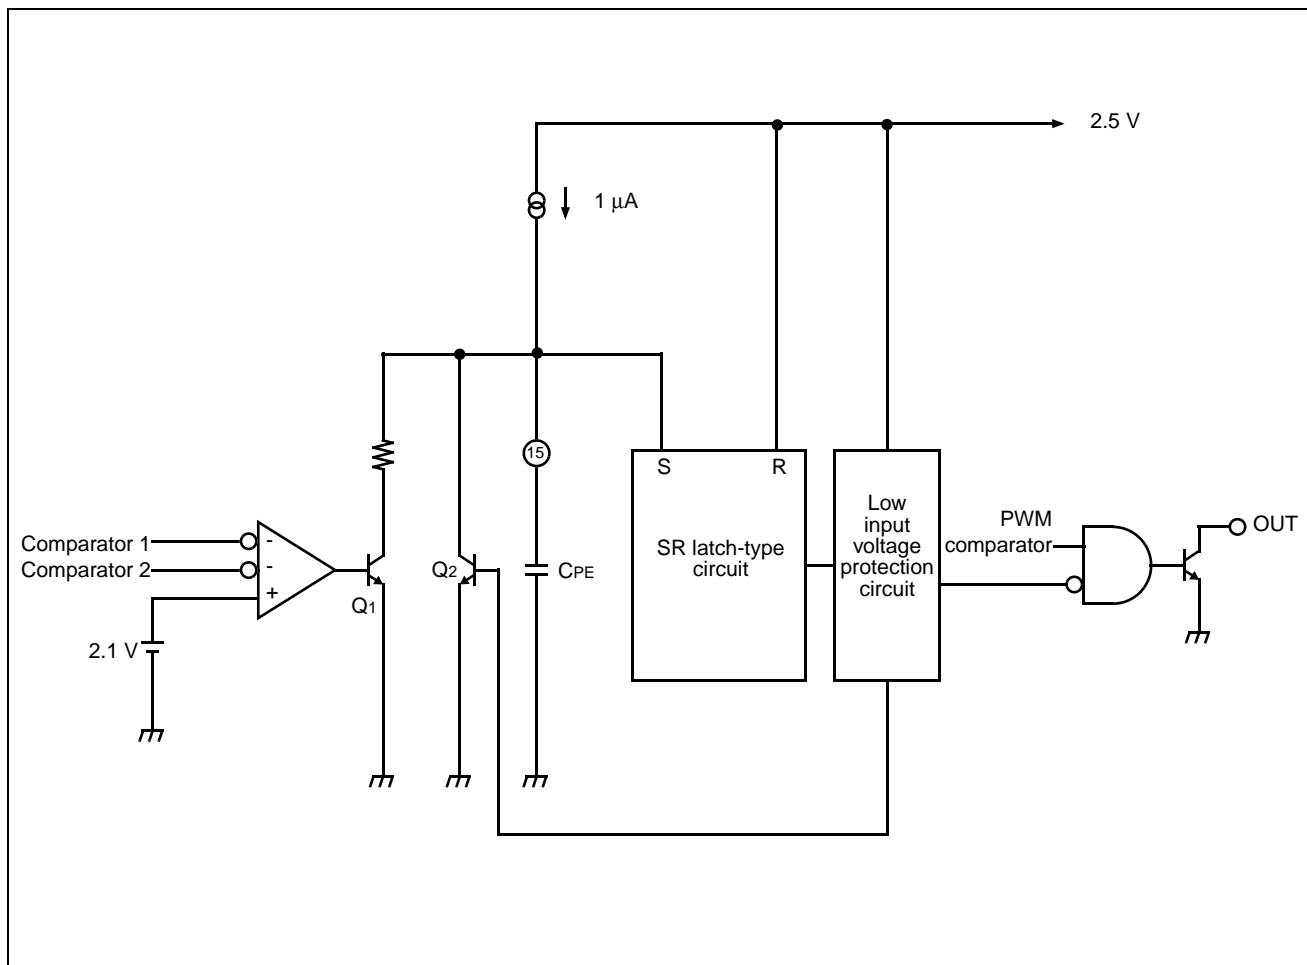 2.5 V
1 μA
15
S
R
Low
input
voltage
protection
circuit
PWM
comparator
OUT
Comparator 1
Comparator 2
-
-
+
Q1
Q2
CPE
SR latch-type
circuit
2.1 V